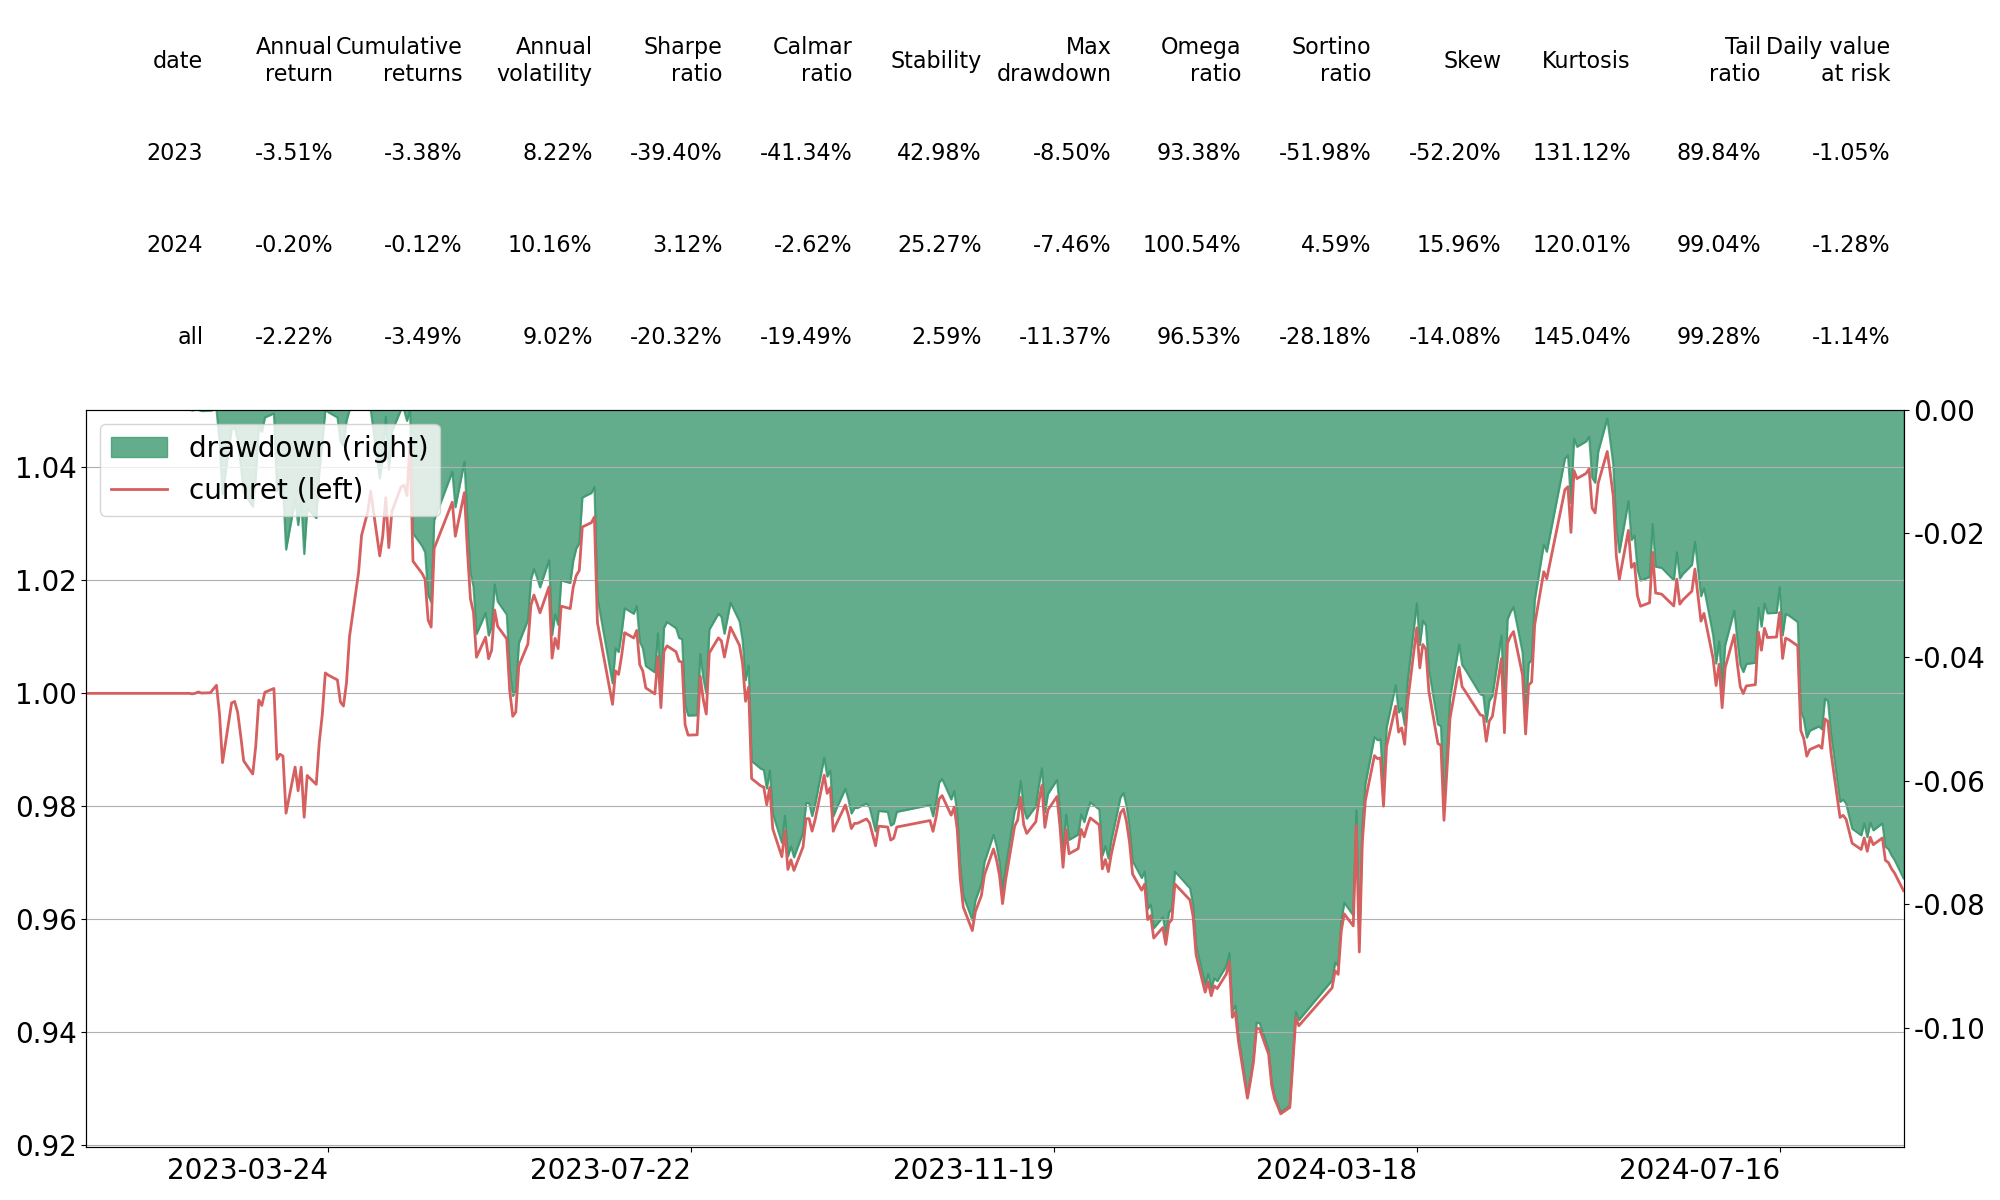 date Annual return Cumulative returns Annual volatility Sharpe ratio Calmar ratio Stability Max drawdown Omega ratio Sortino ratio Skew Kurtosis Tail ratio Daily value at risk
2023 -3.51% -3.38% 8.22% -39.40% -41.34% 42.98% -8.50% 93.38% -51.98% -52.20% 131.12% 89.84% -1.05%
2024 -0.20% -0.12% 10.16% 3.12% -2.62% 25.27% -7.46% 100.54% 4.59% 15.96% 120.01% 99.04% -1.28%
all -2.22% -3.49% 9.02% -20.32% -19.49% 2.59% -11.37% 96.53% -28.18% -14.08% 145.04% 99.28% -1.14%
drawdown (right)
cumret (left)
1.04
1.02
1.00
0.98
0.96
0.94
0.92
0.00
-0.02
-0.04
-0.06
-0.08
-0.10
2023-03-24 2023-07-22 2023-11-19 2024-03-18 2024-07-16